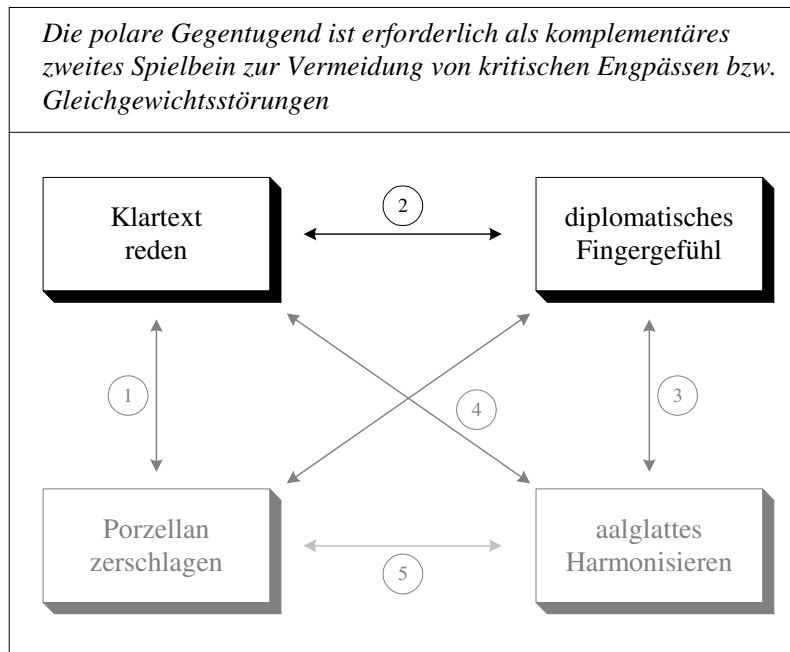 Die polare Gegentugend ist erforderlich als komplementäres
zweites Spielbein zur Vermeidung von kritischen Engpässen bzw.
Gleichgewichtsstörungen
Klartext
reden
2
diplomatisches
Fingergefühl
1
4
3
Porzellan
zerschlagen
5
aalglattes
Harmonisieren